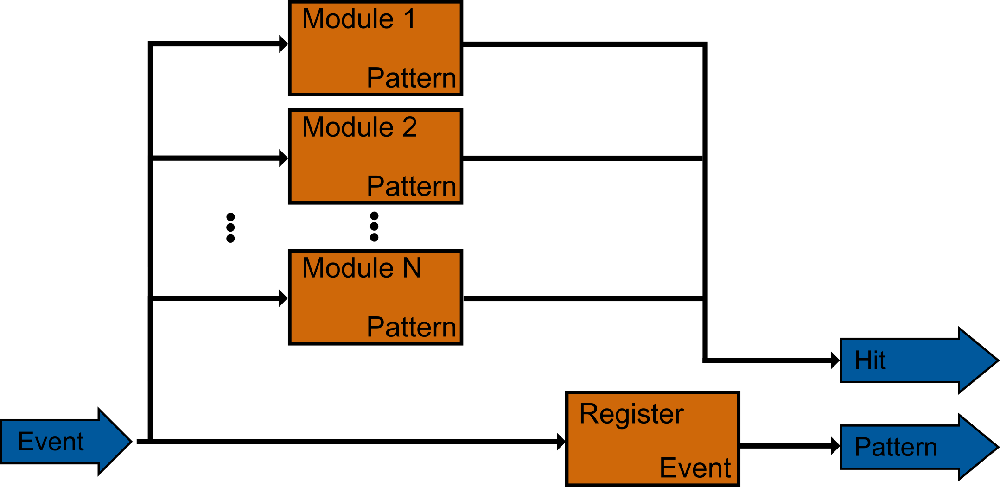 Module 1
Pattern
Module 2
Pattern
Module N
Pattern
Hit
Register
Event
Event
Pattern